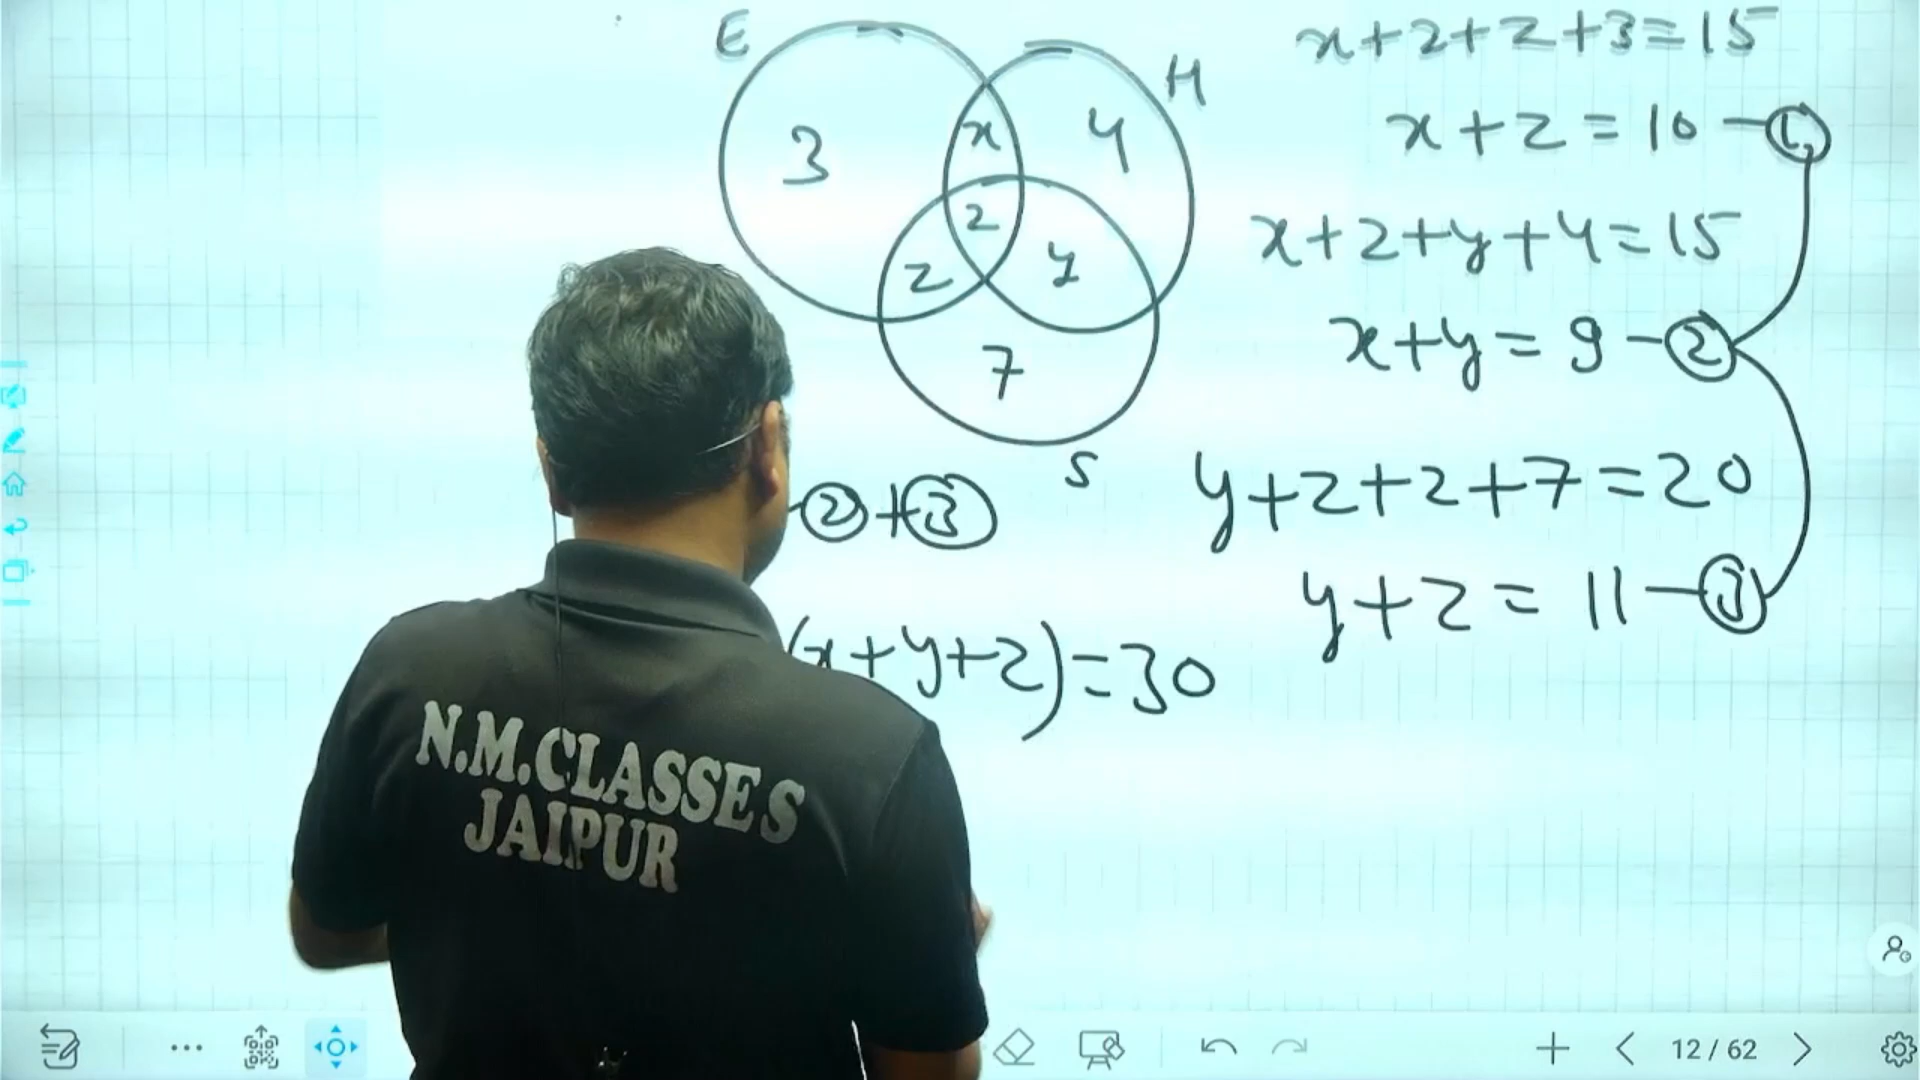 E
H
3
x
4
2
z
y
7
S
x+2+z+3=15
x+z=10-①
x+2+y+4=15
x+y=9-②
y+z+2+7=20
y+z=11-③
②+③
(x+y+z)=30
N.M.CLASSES
JAIPUR
12/62